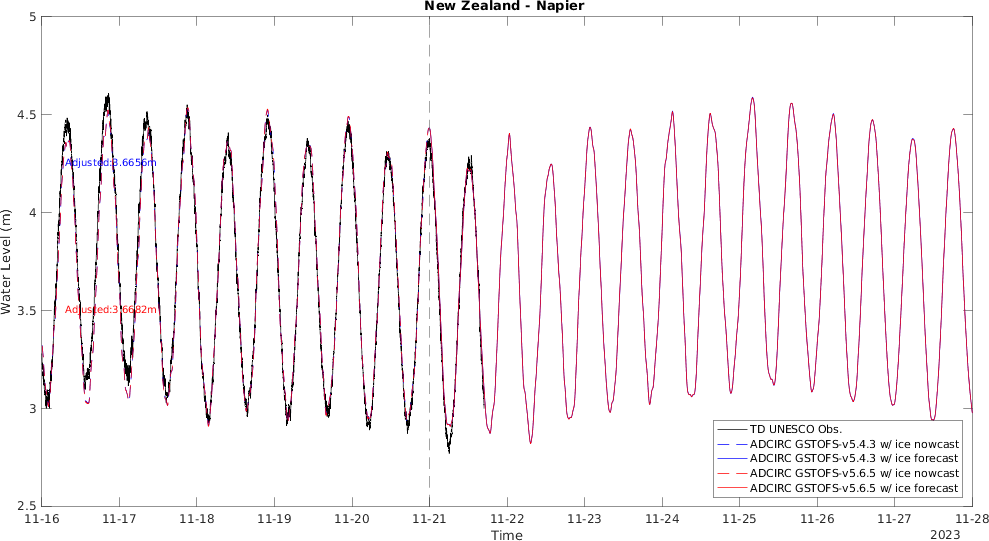 New Zealand - Napier
5
4.5
4
3.5
3
2.5
Water Level (m)
Adjusted:3.6656m
Adjusted:3.6682m
TD UNESCO Obs.
ADCIRC GSTOFS-v5.4.3 w/ ice nowcast
ADCIRC GSTOFS-v5.4.3 w/ ice forecast
ADCIRC GSTOFS-v5.6.5 w/ ice nowcast
ADCIRC GSTOFS-v5.6.5 w/ ice forecast
11-16 11-17 11-18 11-19 11-20 11-21 11-22 11-23 11-24 11-25 11-26 11-27 11-28
Time
2023